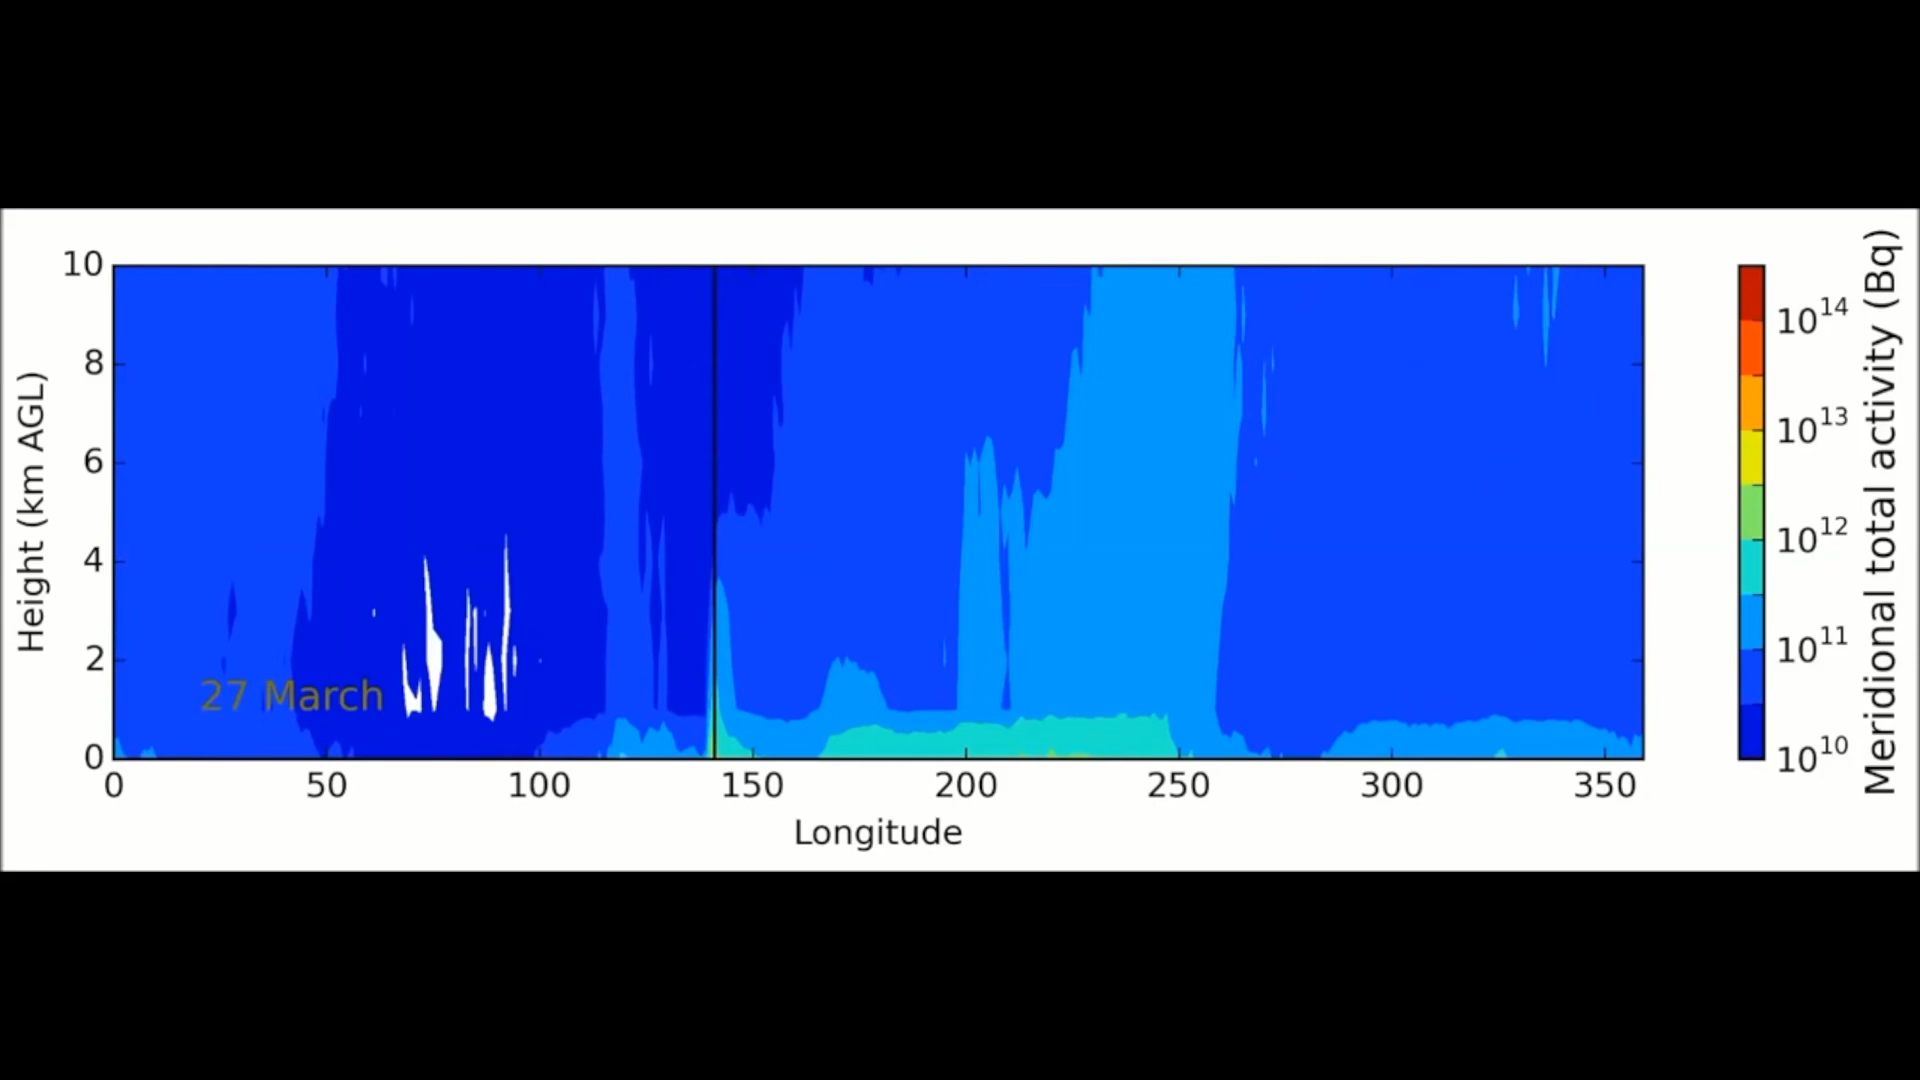 10
8
6
4
2
0
Height (km AGL)
27 March
0 50 100 150 200 250 300 350
Longitude
10^14
10^13
10^12
10^11
10^10
Meridional total activity (Bq)